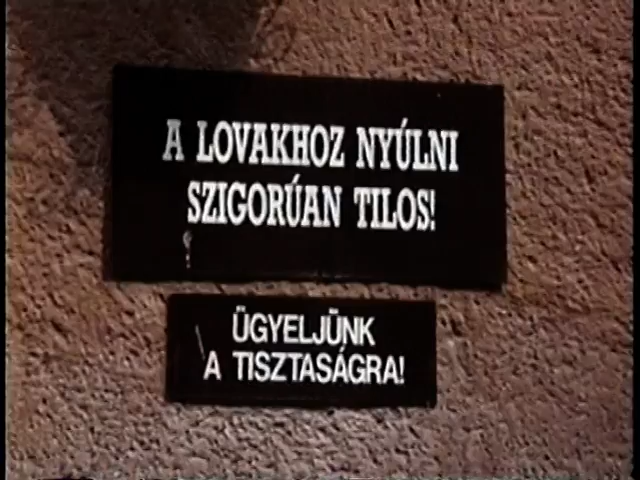 A LOVAKHOZ NYÚLNI
SZIGORÚAN TILOS!
ÜGYELJÜNK
A TISZTASÁGRA!